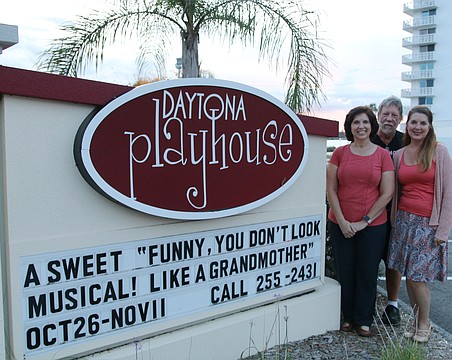 DAYTONA
playhouse
A SWEET "FUNNY, YOU DON'T LOOK
MUSICAL! LIKE A GRANDMOTHER"
OCT26-NOV11 CALL 255-2431